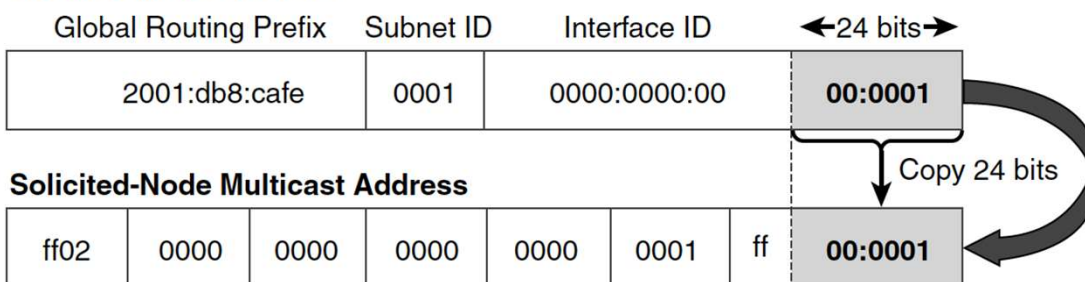 Global Routing Prefix Subnet ID Interface ID 24 bits
2001:db8:cafe 0001 0000:0000:00 00:0001
Copy 24 bits
Solicited-Node Multicast Address
ff02 0000 0000 0000 0000 0001 ff 00:0001